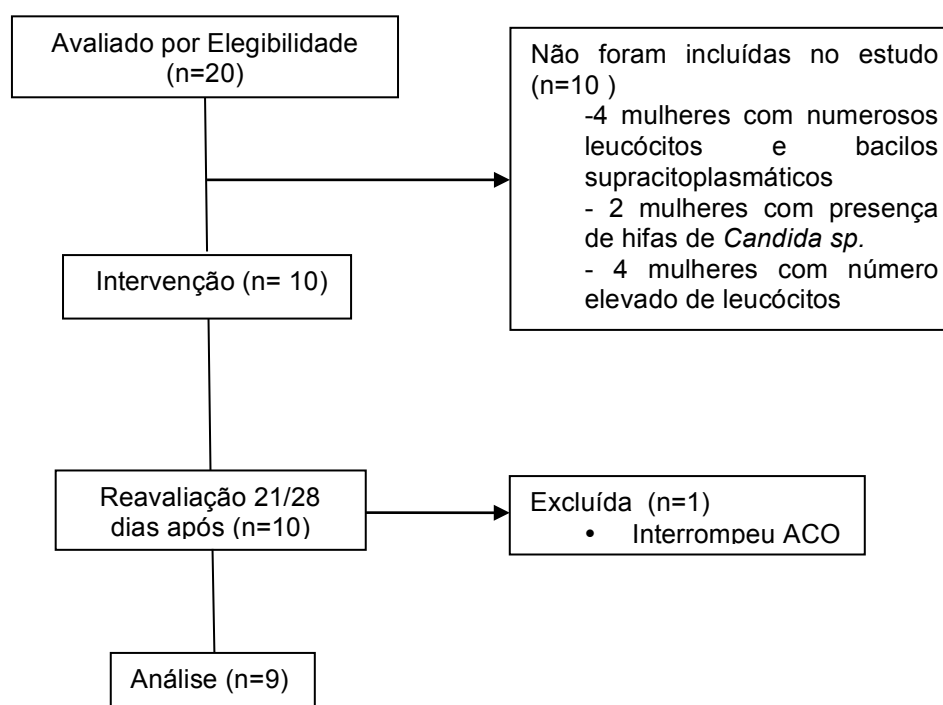 Avaliado por Elegibilidade
(n=20)
Não foram incluídas no estudo
(n=10 )
-4 mulheres com numerosos
leucócitos e bacilos
supracitoplasmáticos
- 2 mulheres com presença
de hifas de Candida sp.
- 4 mulheres com número
elevado de leucócitos
Intervenção (n= 10)
Reavaliação 21/28
dias após (n=10)
Excluída (n=1)
• Interrompeu ACO
Análise (n=9)